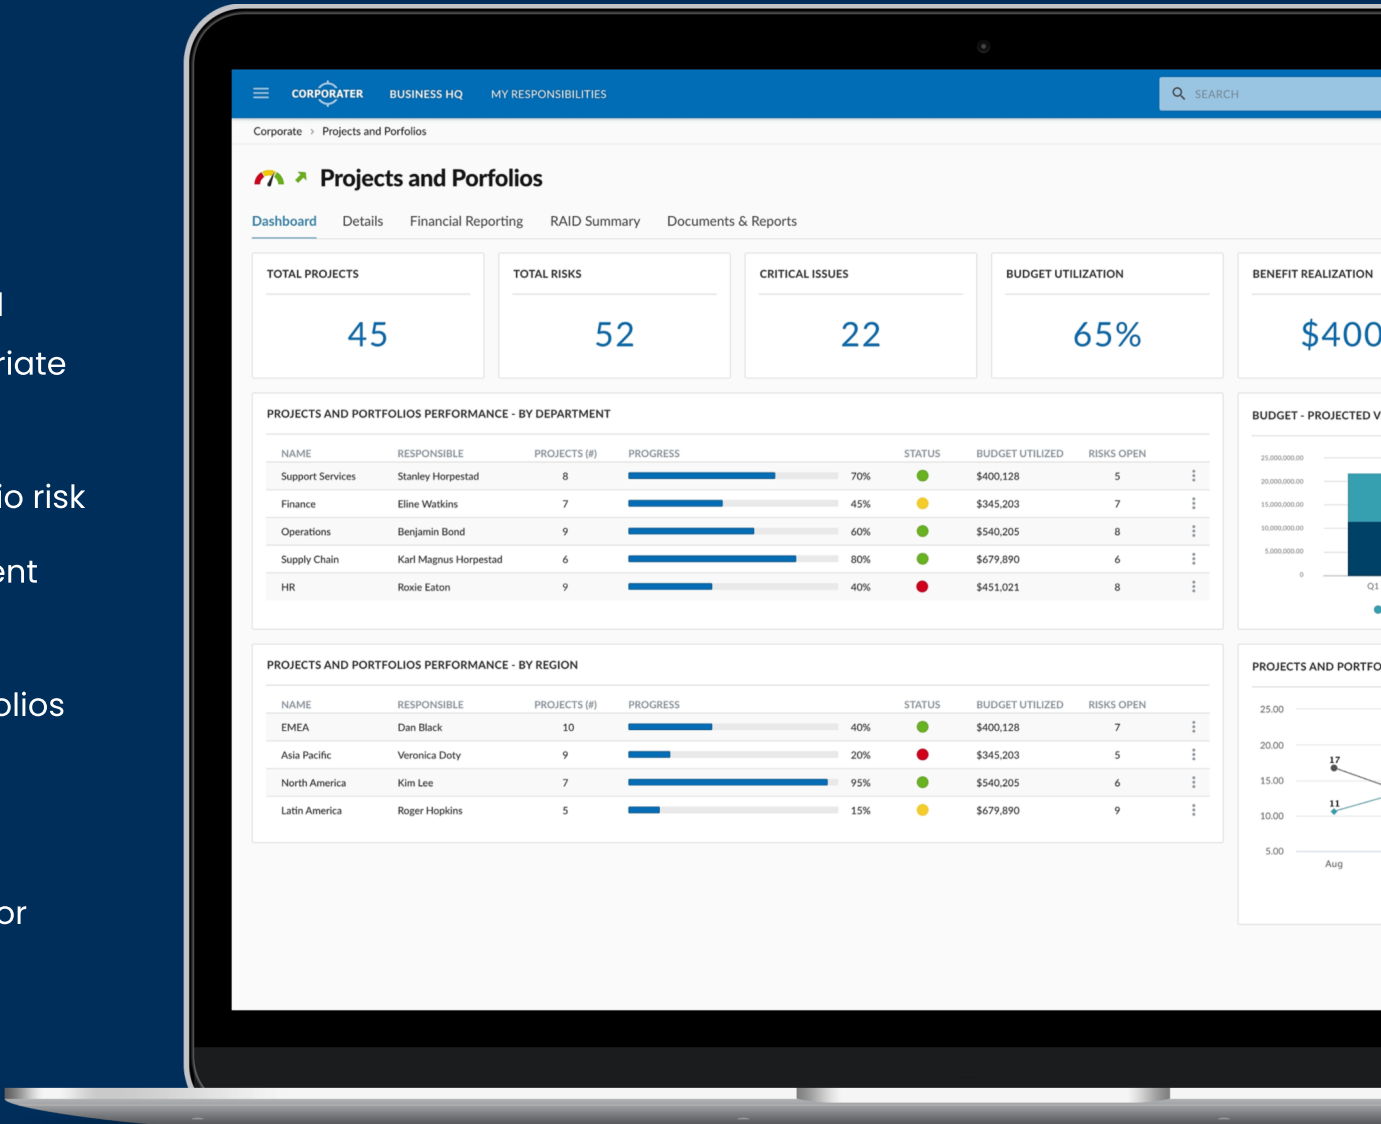 riate
io risk
ent
olios
or
CORPORATER BUSINESS HQ MY RESPONSIBILITIES SEARCH
Corporate > Projects and Porfolios
Projects and Porfolios
Dashboard Details Financial Reporting RAID Summary Documents & Reports
TOTAL PROJECTS TOTAL RISKS CRITICAL ISSUES BUDGET UTILIZATION BENEFIT REALIZATION
45 52 22 65% $400
PROJECTS AND PORTFOLIOS PERFORMANCE - BY DEPARTMENT
NAME RESPONSIBLE PROJECTS (#) PROGRESS STATUS BUDGET UTILIZED RISKS OPEN
Support Services Stanley Horpestad 8 70% $400,128 5
Finance Eline Watkins 7 45% $345,203 7
Operations Benjamin Bond 9 60% $540,205 8
Supply Chain Karl Magnus Horpestad 6 80% $679,890 6
HR Roxie Eaton 9 40% $451,021 8
BUDGET - PROJECTED V
25,000,000.00
20,000,000.00
15,000,000.00
10,000,000.00
5,000,000.00
0
Q1
PROJECTS AND PORTFOLIOS PERFORMANCE - BY REGION
NAME RESPONSIBLE PROJECTS (#) PROGRESS STATUS BUDGET UTILIZED RISKS OPEN
EMEA Dan Black 10 40% $400,128 7
Asia Pacific Veronica Doty 9 20% $345,203 5
North America Kim Lee 7 95% $540,205 6
Latin America Roger Hopkins 5 15% $679,890 9
PROJECTS AND PORTFO
25.00
20.00
17
15.00
11
10.00
5.00
Aug